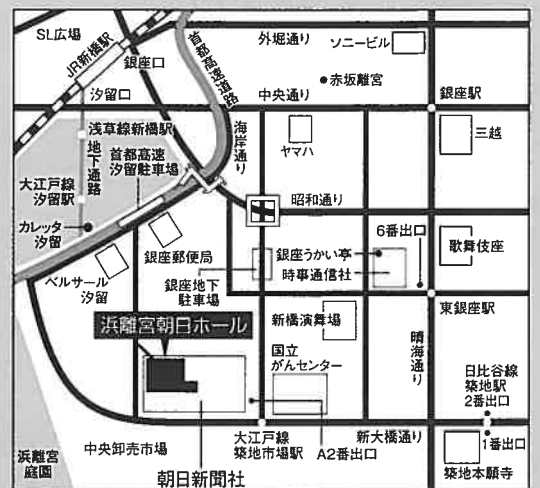 SL広場
JR新橋駅
銀座口
汐留口
首都高速道路
外堀通り
ソニービル
赤坂離宮
中央通り
銀座駅
浅草線新橋駅
地下通路
首都高速
汐留駐車場
海岸通り
ヤマハ
三越
大江戸線
汐留駅
昭和通り
カレッタ
汐留
銀座郵便局
ベルサール
汐留
銀座地下
駐車場
銀座うかい亭
時事通信社
6番出口
歌舞伎座
東銀座駅
浜離宮朝日ホール
新橋演舞場
国立
がんセンター
晴海通り
日比谷線
築地駅
2番出口
中央卸売市場
大江戸線
築地市場駅
A2番出口
新大橋通り
1番出口
浜離宮
庭園
朝日新聞社
築地本願寺